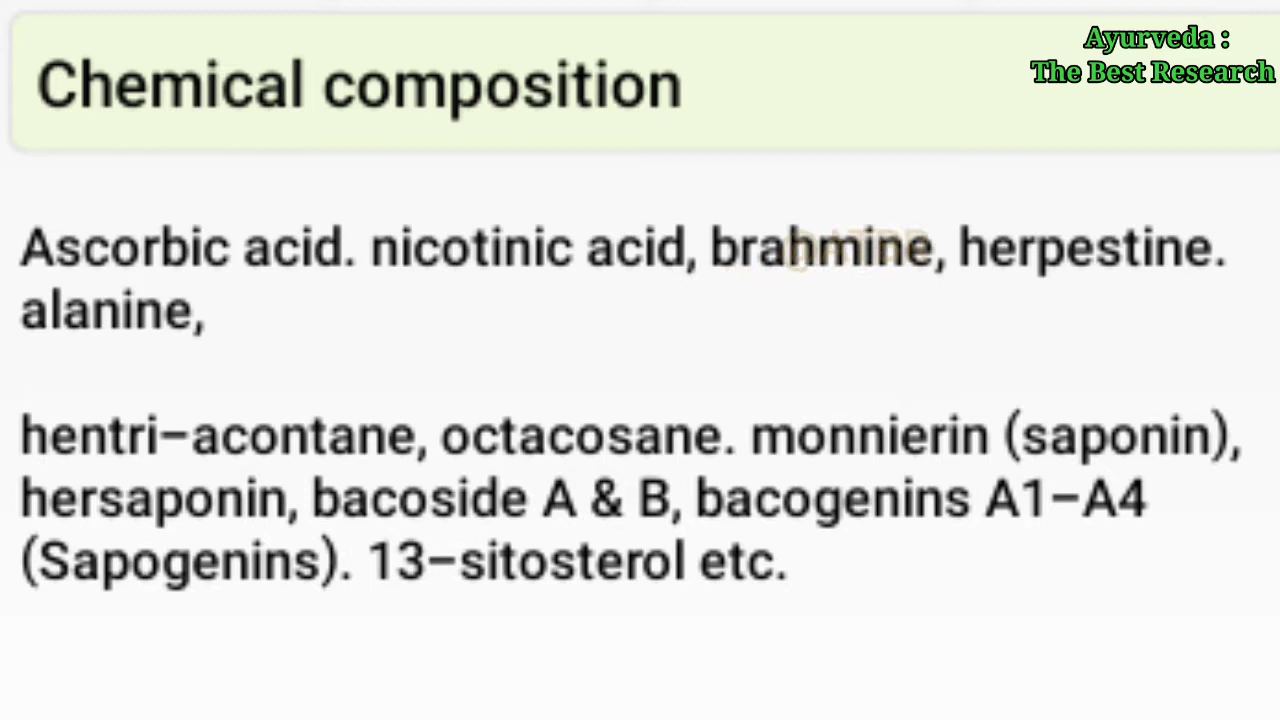 Chemical composition
Ayurveda :
The Best Research
Ascorbic acid. nicotinic acid, brahmine, herpestine.
alanine,
hentri–acontane, octacosane. monnierin (saponin),
hersaponin, bacoside A & B, bacogenins A1–A4
(Sapogenins). 13–sitosterol etc.